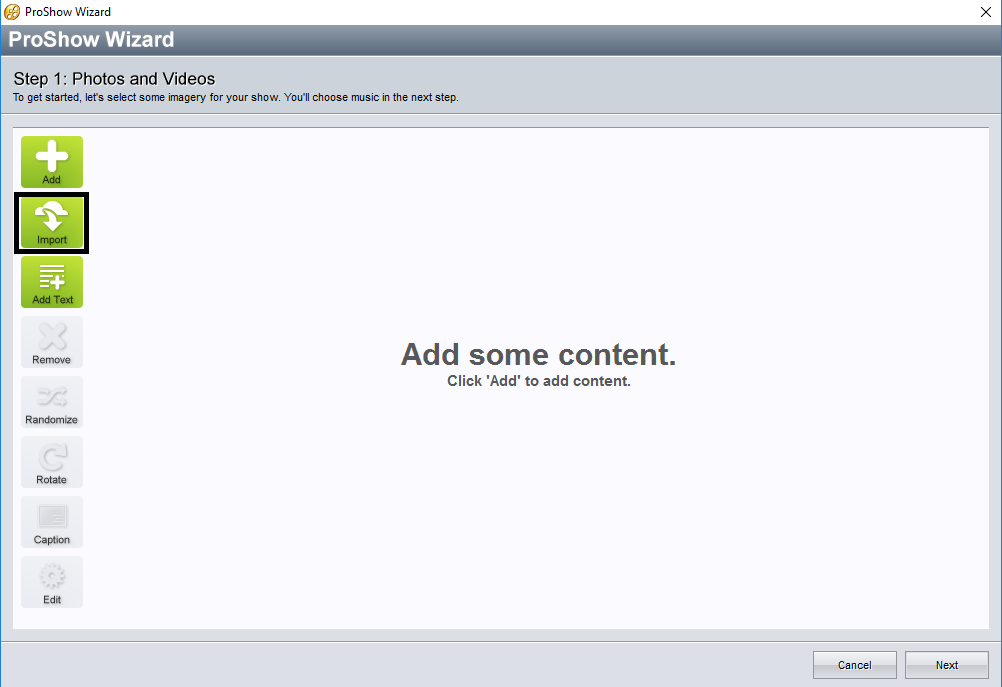 ProShow Wizard
ProShow Wizard
Step 1: Photos and Videos
To get started, let's select some imagery for your show. You'll choose music in the next step.
Add
Import
Add Text
Remove
Randomize
Rotate
Caption
Edit
Add some content.
Click 'Add' to add content.
Cancel
Next